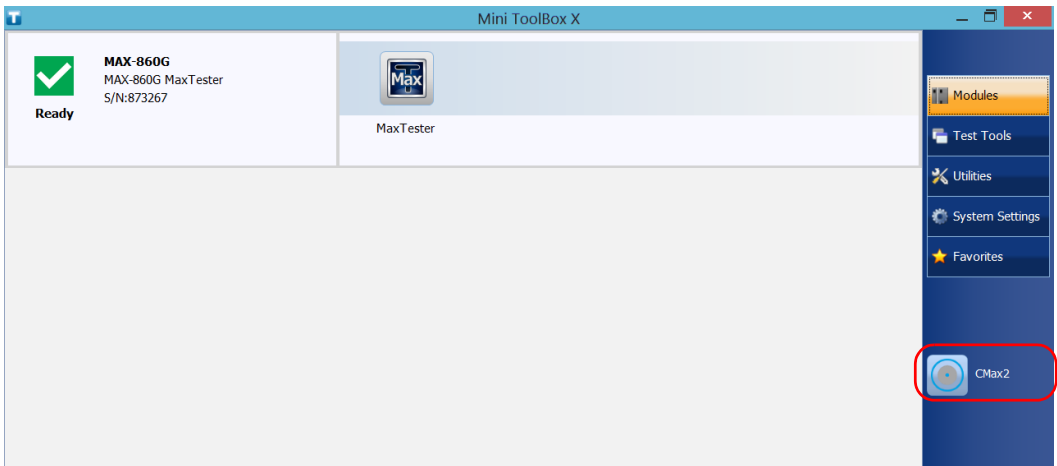 Mini ToolBox X
MAX-860G
MAX-860G MaxTester
S/N:873267
Ready
Max
MaxTester
Modules
Test Tools
Utilities
System Settings
Favorites
CMax2